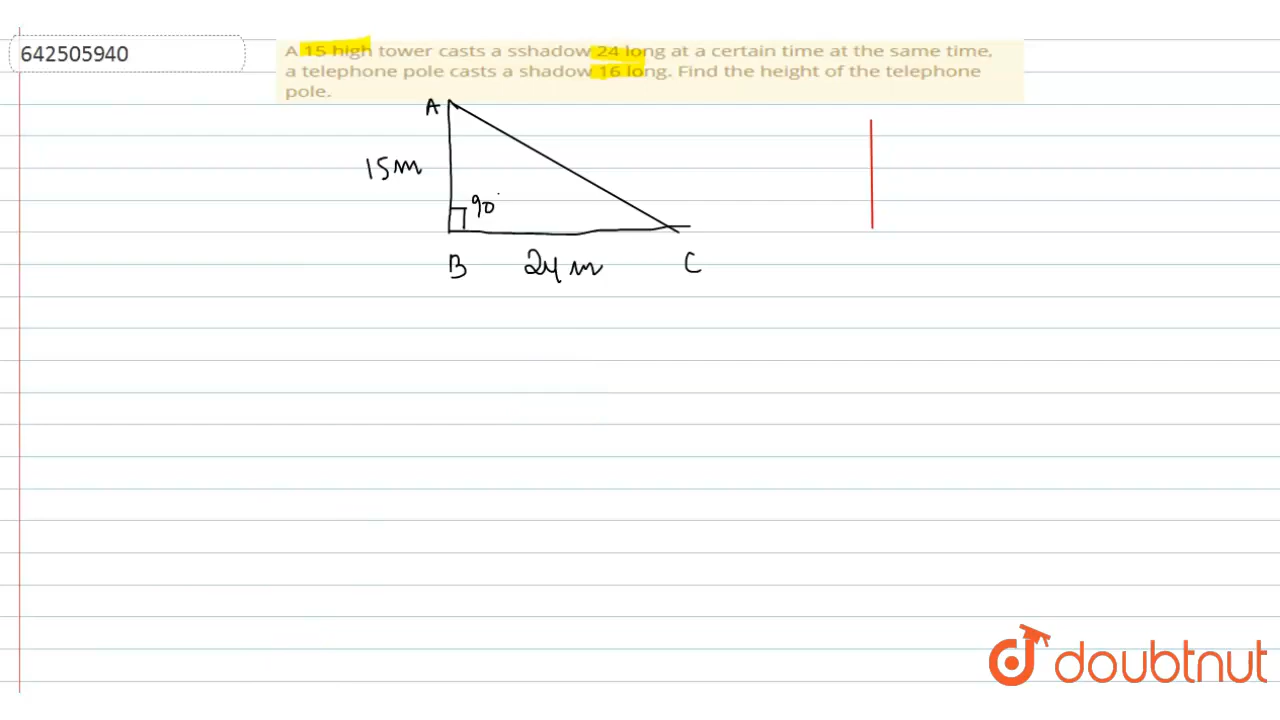 642505940
A 15 high tower casts a sshadow 24 long at a certain time at the same time,
a telephone pole casts a shadow 16 long. Find the height of the telephone
pole.
A
15m
90°
B
24 m
C
doubtnut